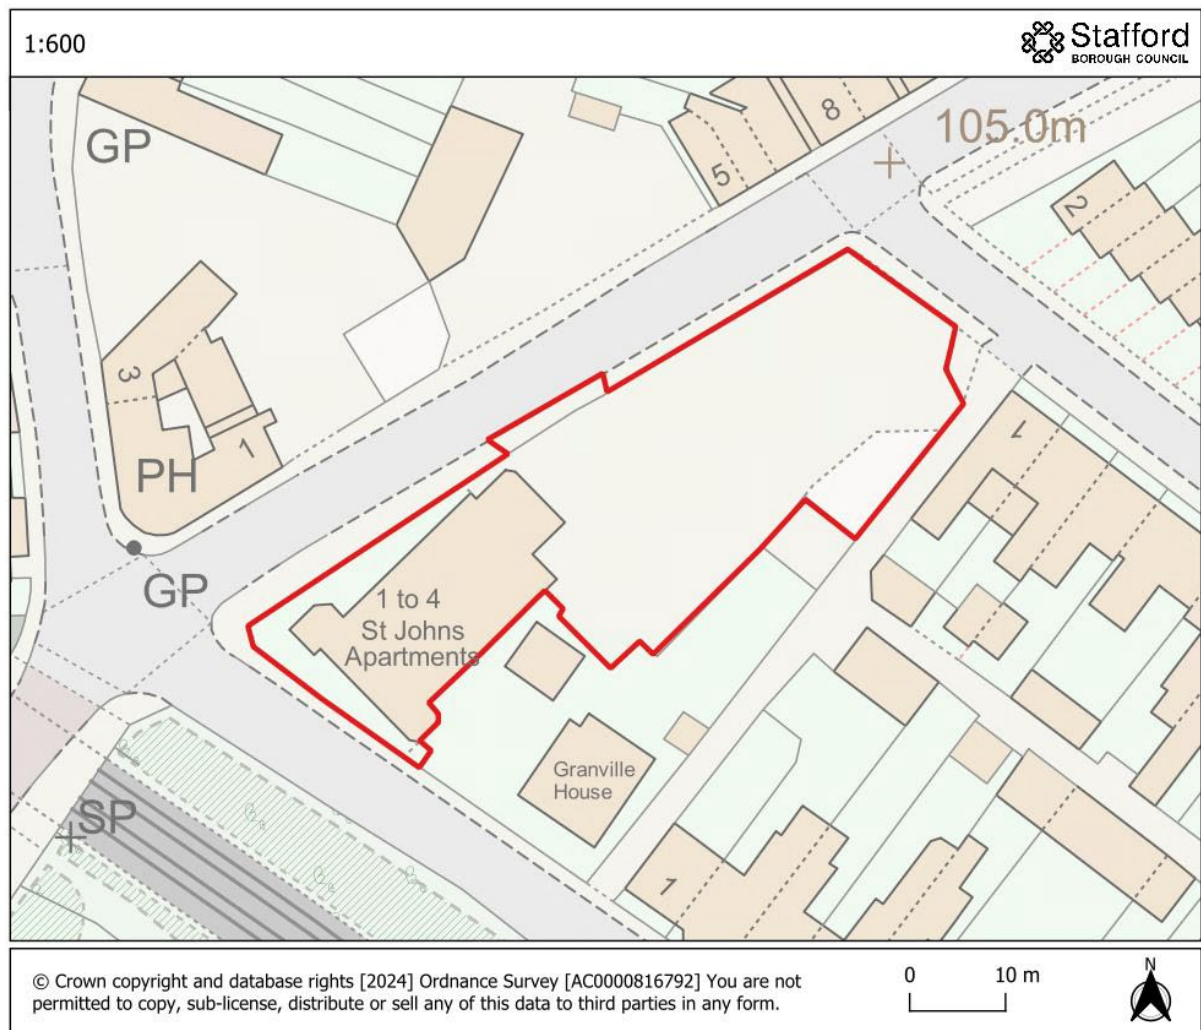 1:600
Stafford
BOROUGH COUNCIL
GP
8
105.0m
5
2
3
1
PH
1
GP
1 to 4
St Johns
Apartments
Granville
House
SP
1
© Crown copyright and database rights [2024] Ordnance Survey [AC0000816792] You are not
permitted to copy, sub-license, distribute or sell any of this data to third parties in any form.
0 10 m
N